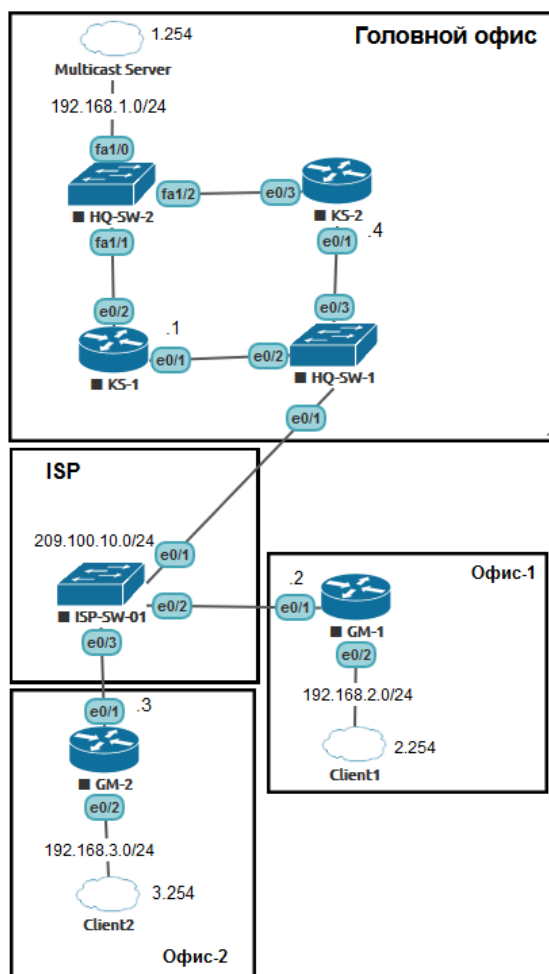 Головной офис
1.254
Multicast Server
192.168.1.0/24
fa1/0
fa1/2
e0/3
HQ-SW-2
KS-2
fa1/1
e0/1
.4
e0/2
e0/3
.1
e0/1
e0/2
KS-1
HQ-SW-1
e0/1
ISP
209.100.10.0/24
e0/1
e0/2
ISP-SW-01
e0/3
Офис-1
.2
e0/1
GM-1
e0/2
192.168.2.0/24
2.254
Client1
.3
e0/1
GM-2
e0/2
192.168.3.0/24
3.254
Client2
Офис-2